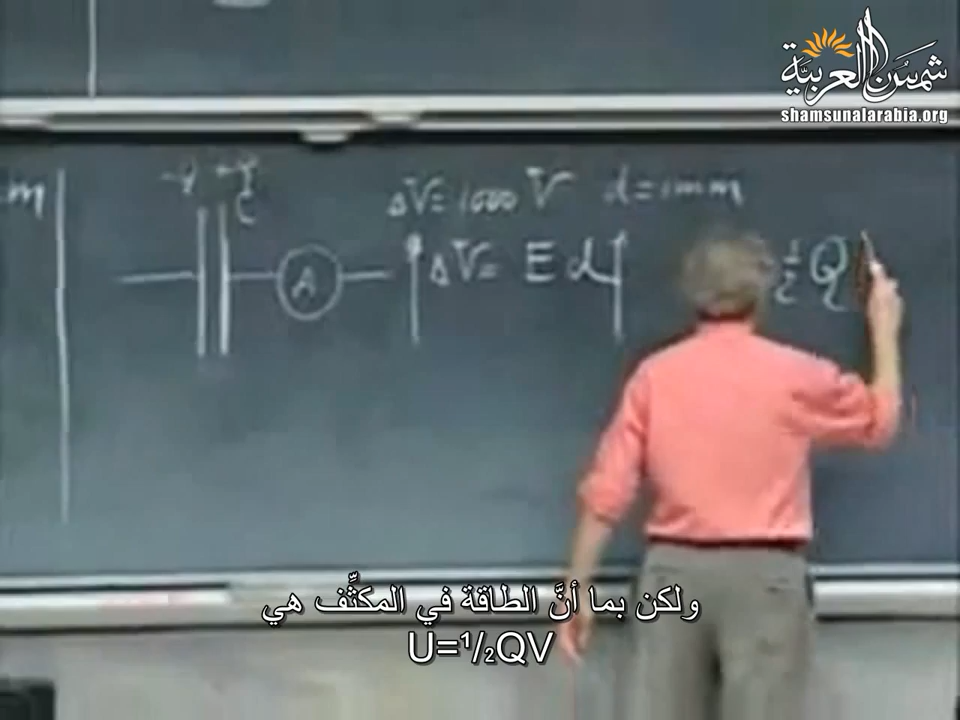 شمس العربية
shamsunalarabia.org
m
-q +q
ΔV=1000 V d=1mm
A ΔV= E d ½ Q
ولكن بما أنَّ الطاقة في المكثِّف هي
U=½QV